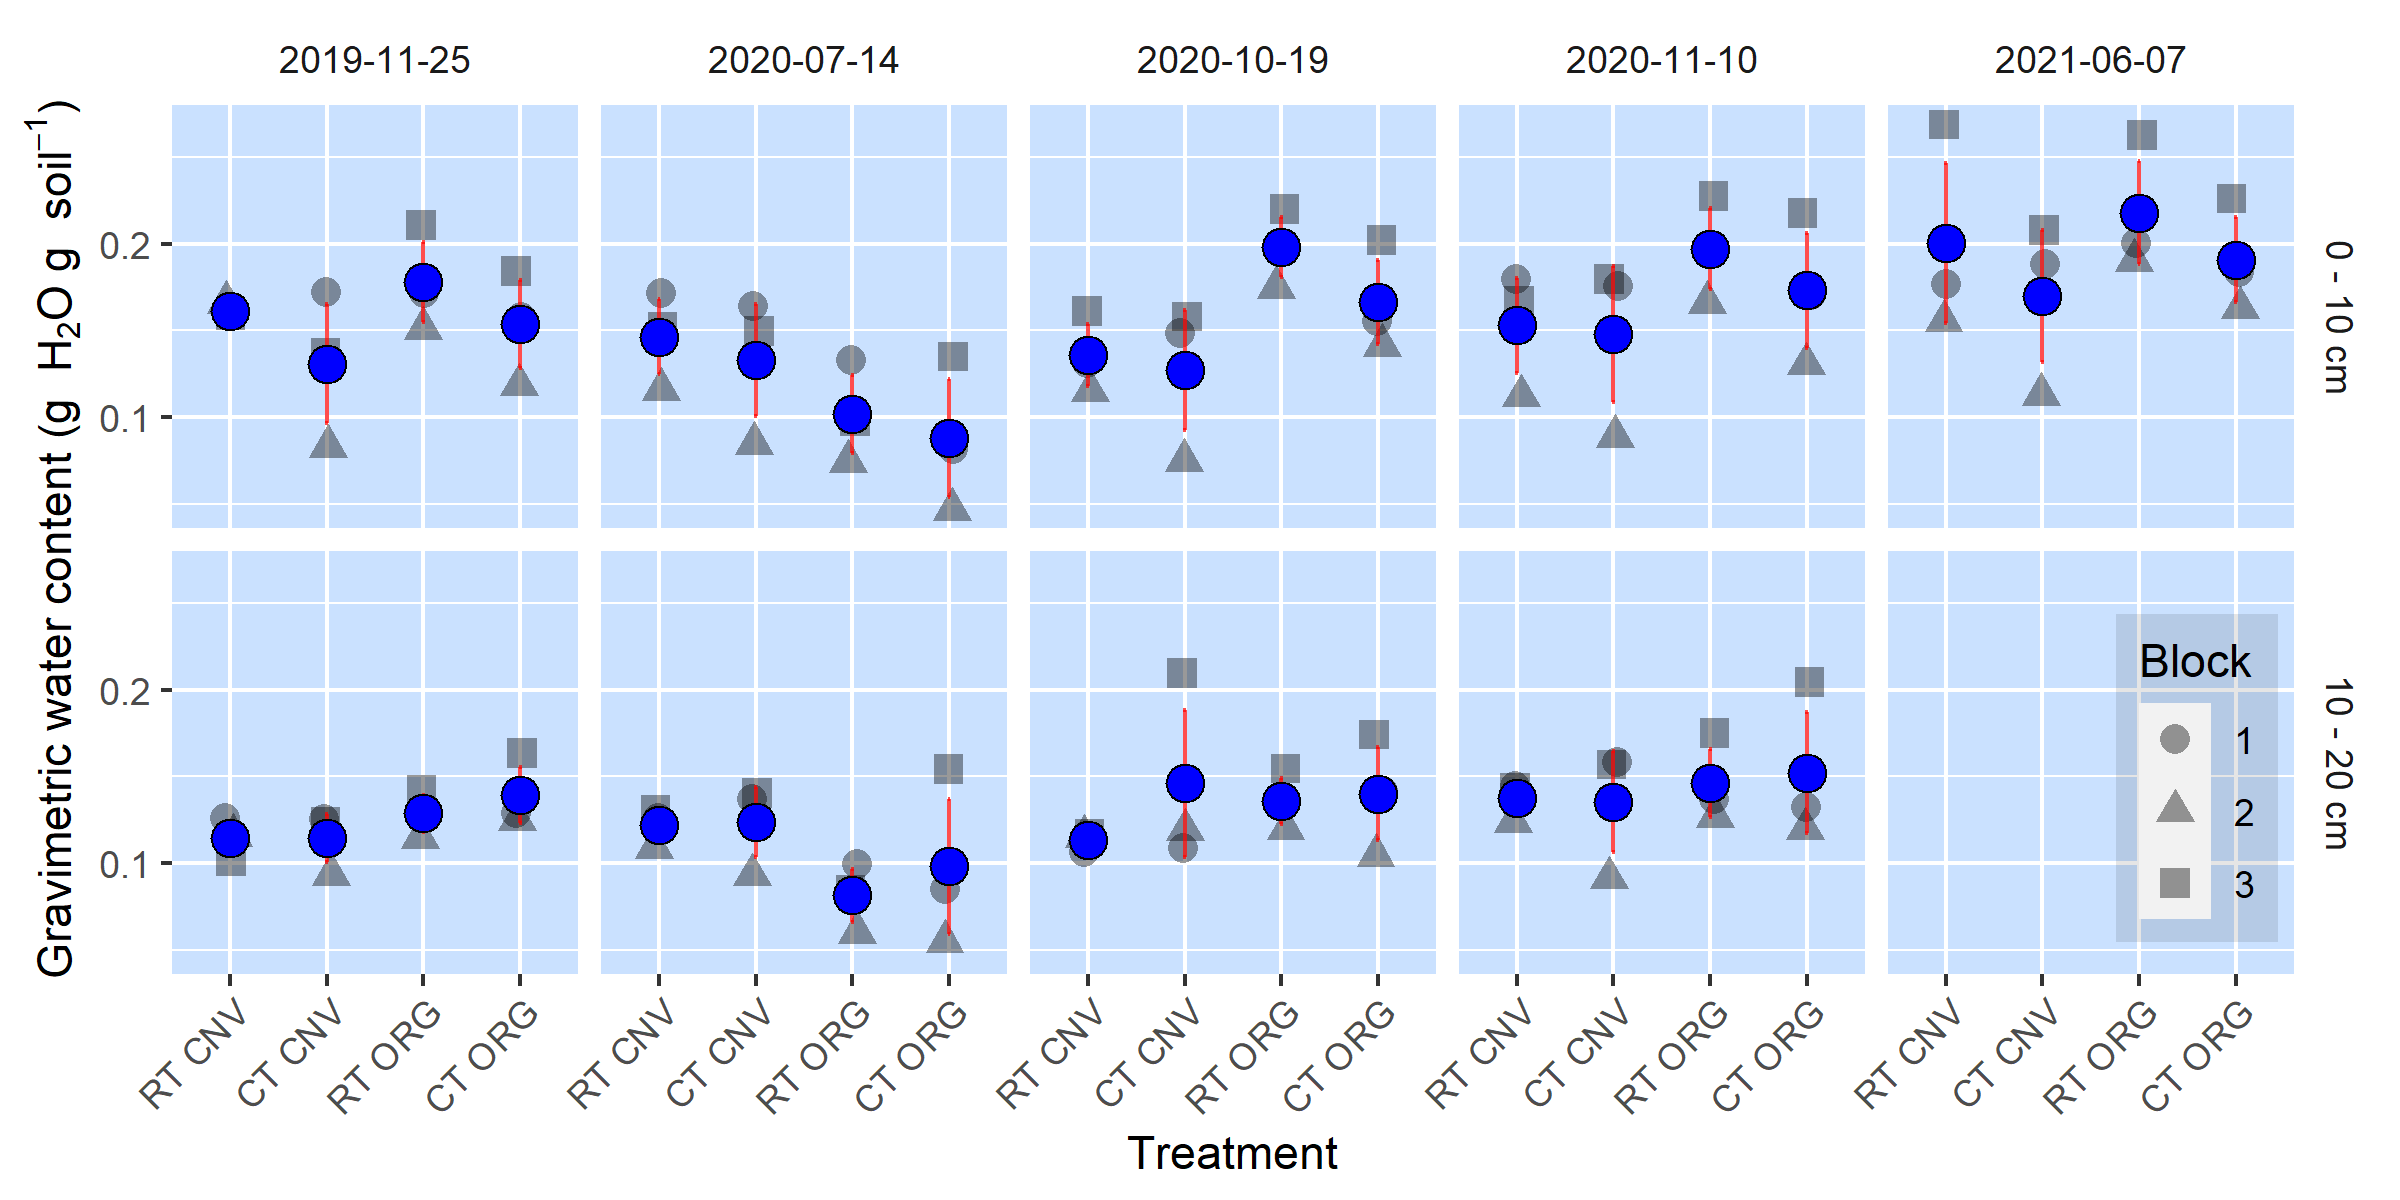 2019-11-25 2020-07-14 2020-10-19 2020-11-10 2021-06-07
Gravimetric water content (g H₂O g soil⁻¹)
0.2
0.1
0 - 10 cm
0.2
0.1
10 - 20 cm
Block
1
2
3
RT CNV CT CNV RT ORG CT ORG RT CNV CT CNV RT ORG CT ORG RT CNV CT CNV RT ORG CT ORG RT CNV CT CNV RT ORG CT ORG RT CNV CT CNV RT ORG CT ORG
Treatment